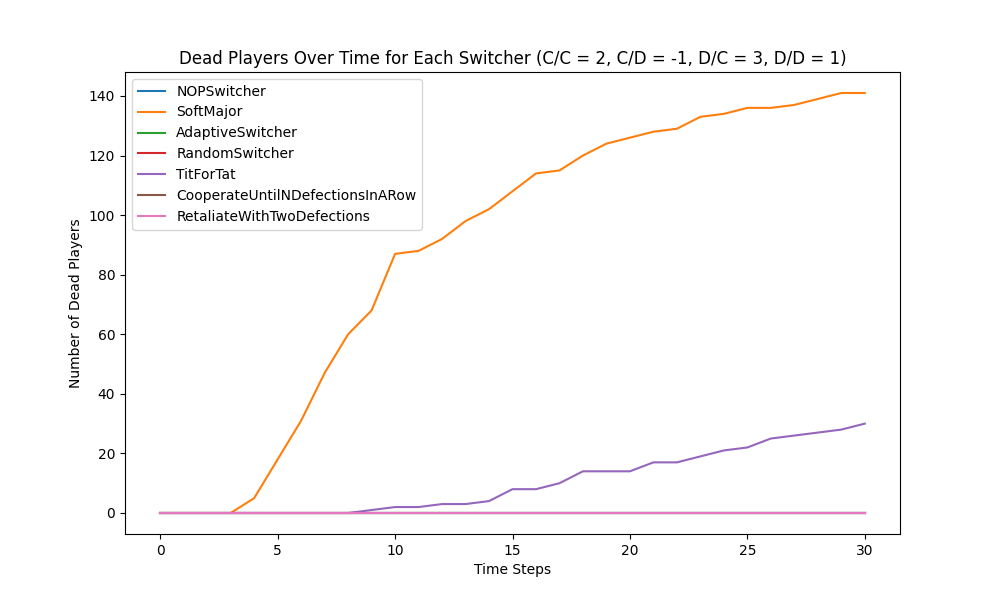 Dead Players Over Time for Each Switcher (C/C = 2, C/D = -1, D/C = 3, D/D = 1)
NOPSwitcher
SoftMajor
AdaptiveSwitcher
RandomSwitcher
TitForTat
CooperateUntilNDefectionsInARow
RetaliateWithTwoDefections
Number of Dead Players
140
120
100
80
60
40
20
0
0 5 10 15 20 25 30
Time Steps